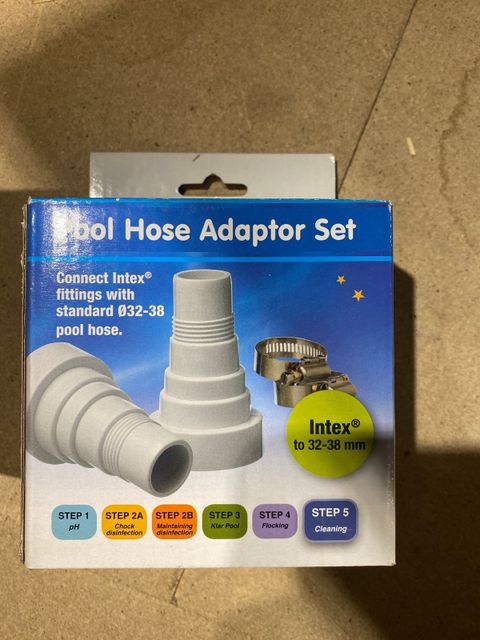 Pool Hose Adaptor Set
Connect Intex®
fittings with
standard Ø32-38
pool hose.
Intex®
to 32-38 mm
STEP 1
pH
STEP 2A
Chock
disinfection
STEP 2B
Maintaining
disinfection
STEP 3
Klar Pool
STEP 4
Flocking
STEP 5
Cleaning